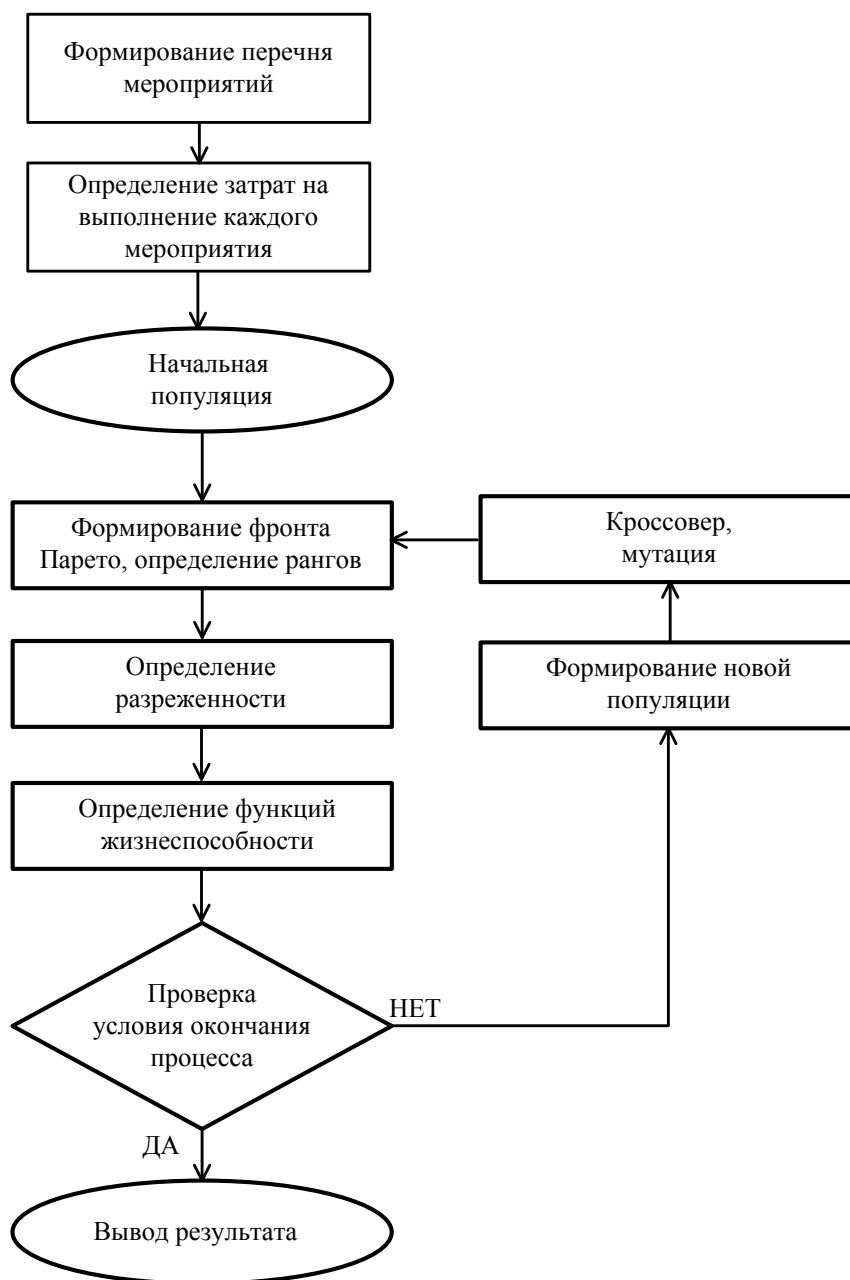 Формирование перечня
мероприятий
Определение затрат на
выполнение каждого
мероприятия
Начальная
популяция
Формирование фронта
Парето, определение рангов
Кроссовер,
мутация
Определение
разреженности
Формирование новой
популяции
Определение функций
жизнеспособности
Проверка
условия окончания
процесса
НЕТ
ДА
Вывод результата